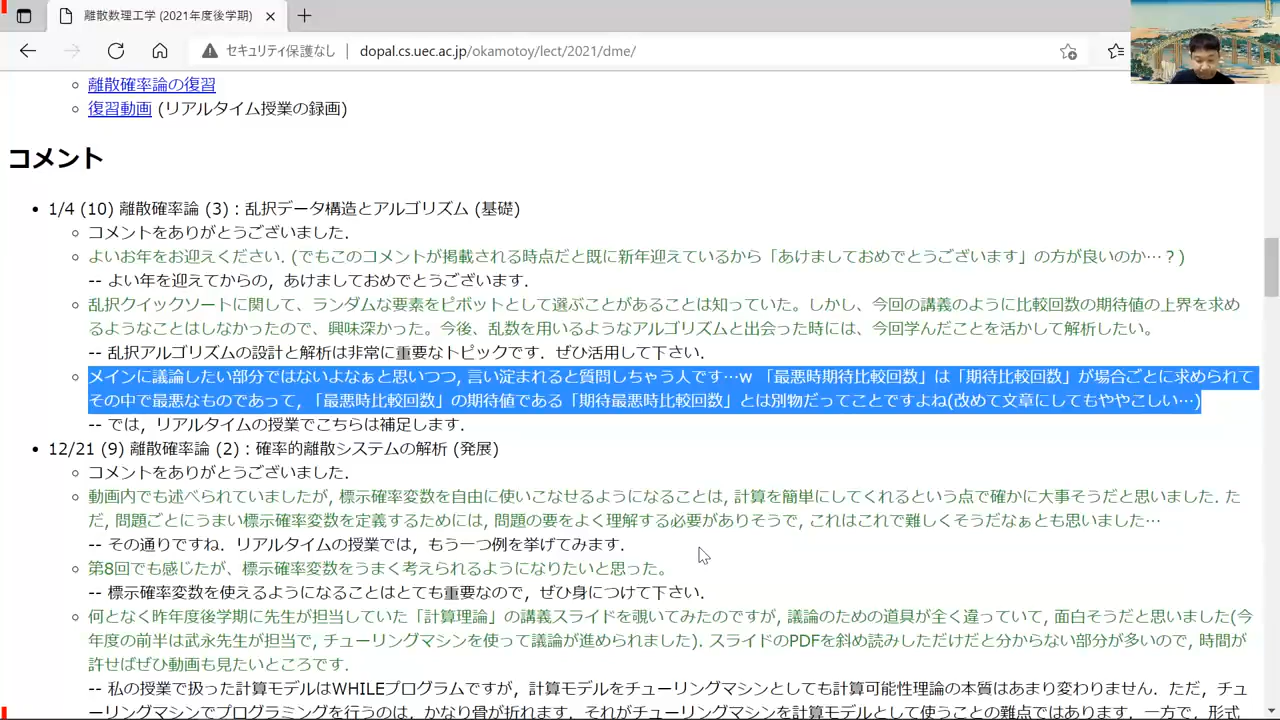 離散数理工学 (2021年度後学期)
セキュリティ保護なし
dopal.cs.uec.ac.jp/okamotoy/lect/2021/dme/
離散確率論の復習
復習動画 (リアルタイム授業の録画)
コメント
1/4 (10) 離散確率論 (3) : 乱択データ構造とアルゴリズム (基礎)
コメントをありがとうございました．
よいお年をお迎えください. (でもこのコメントが掲載される時点だと既に新年迎えているから「あけましておめでとうございます」の方が良いのか…？)
-- よい年を迎えてからの，あけましておめでとうございます．
乱択クイックソートに関して、ランダムな要素をピボットとして選ぶことがあることは知っていた。しかし、今回の講義のように比較回数の期待値の上界を求め
るようなことはしなかったので、興味深かった。今後、乱数を用いるようなアルゴリズムと出会った時には、今回学んだことを活かして解析したい。
-- 乱択アルゴリズムの設計と解析は非常に重要なトピックです．ぜひ活用して下さい．
メインに議論したい部分ではないよなぁと思いつつ, 言い淀まれると質問しちゃう人です…w 「最悪時期待比較回数」は「期待比較回数」が場合ごとに求められて
その中で最悪なものであって, 「最悪時比較回数」の期待値である「期待最悪時比較回数」とは別物だってことですよね(改めて文章にしてもややこしい…)
-- では，リアルタイムの授業でこちらは補足します．
12/21 (9) 離散確率論 (2) : 確率的離散システムの解析 (発展)
コメントをありがとうございました．
動画内でも述べられていましたが, 標示確率変数を自由に使いこなせるようになることは, 計算を簡単にしてくれるという点で確かに大事そうだと思いました. た
だ, 問題ごとにうまい標示確率変数を定義するためには, 問題の要をよく理解する必要がありそうで, これはこれで難しくそうだなぁとも思いました…
-- その通りですね．リアルタイムの授業では，もう一つ例を挙げてみます．
第8回でも感じたが、標示確率変数をうまく考えられるようになりたいと思った。
-- 標示確率変数を使えるようになることはとても重要なので，ぜひ身につけて下さい．
何となく昨年度後学期に先生が担当していた「計算理論」の講義スライドを覗いてみたのですが, 議論のための道具が全く違っていて, 面白そうだと思いました(今
年度の前半は武永先生が担当で, チューリングマシンを使って議論が進められました). スライドのPDFを斜め読みしただけだと分からない部分が多いので, 時間が
許せばぜひ動画も見たいところです.
-- 私の授業で扱った計算モデルはWHILEプログラムですが，計算モデルをチューリングマシンとしても計算可能性理論の本質はあまり変わりません．ただ，チュ
ーリングマシンでプログラミングを行うのは，かなり骨が折れます．それがチューリングマシンを計算モデルとして使うことの難点ではあります．一方で，形式